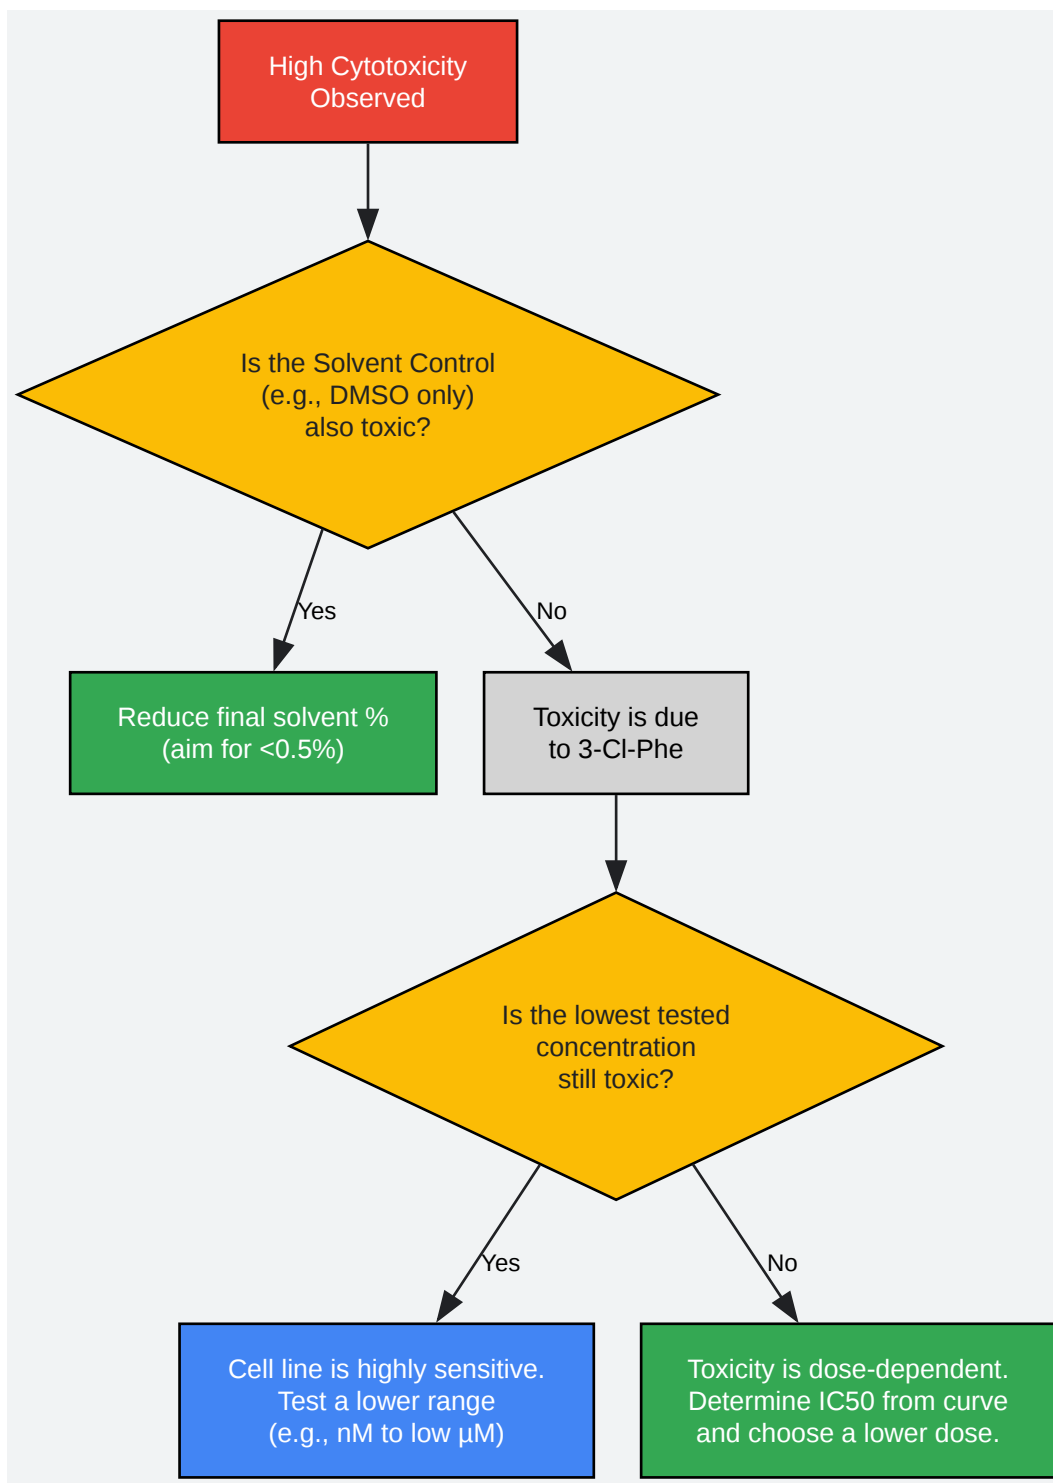 High Cytotoxicity
Observed
Is the Solvent Control
(e.g., DMSO only)
also toxic?
Yes
No
Reduce final solvent %
(aim for <0.5%)
Toxicity is due
to 3-Cl-Phe
Is the lowest tested
concentration
still toxic?
Yes
No
Cell line is highly sensitive.
Test a lower range
(e.g., nM to low µM)
Toxicity is dose-dependent.
Determine IC50 from curve
and choose a lower dose.